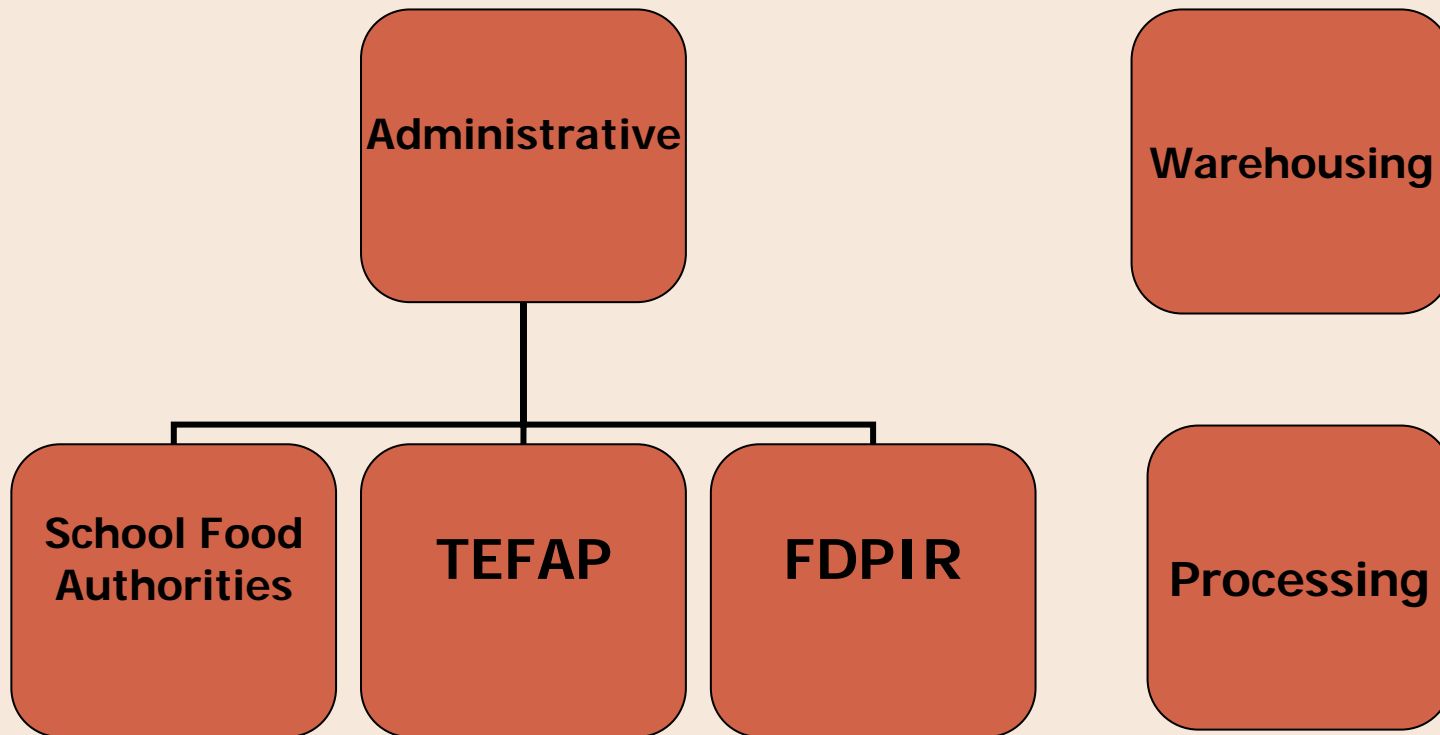 Administrative
Warehousing
School Food
Authorities
TEFAP
FDPIR
Processing